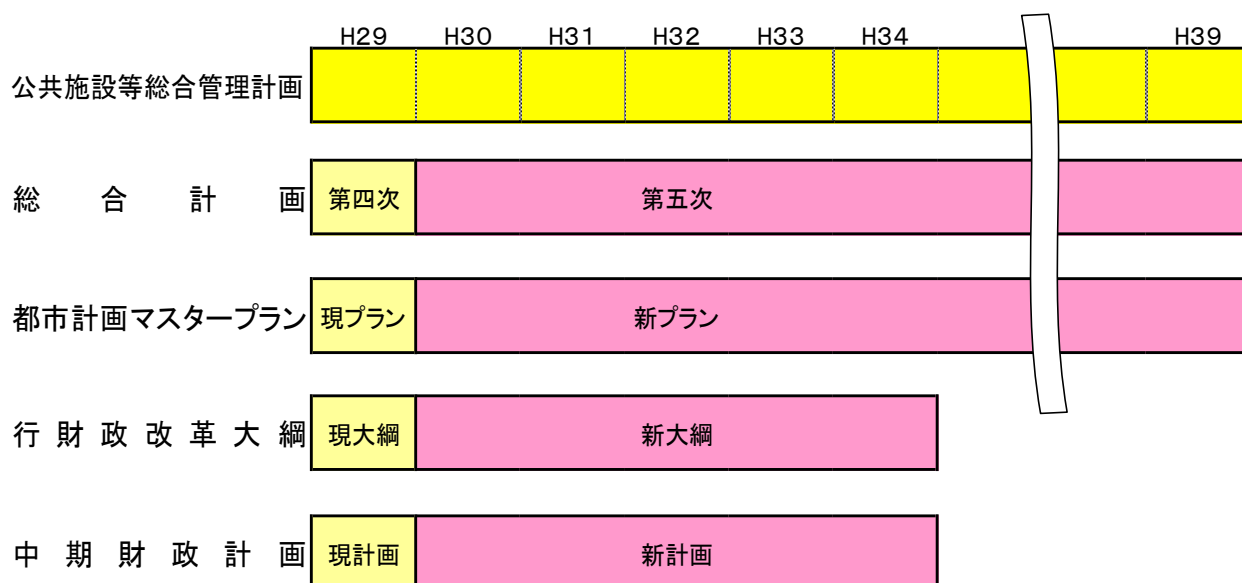 H29 H30 H31 H32 H33 H34 H39
公共施設等総合管理計画
総合計画 第四次 第五次
都市計画マスタープラン 現プラン 新プラン
行財政改革大綱 現大綱 新大綱
中期財政計画 現計画 新計画